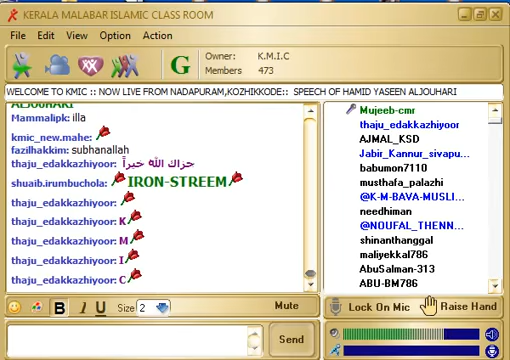 KERALA MALABAR ISLAMIC CLASS ROOM
File Edit View Option Action
G
Owner: K.M.I.C
Members 473
WELCOME TO KMIC :: NOW LIVE FROM NADAPURAM,KOZHIKKODE:: SPEECH OF HAMID YASEEN ALJOUHARI
ALJOUHARI
Mammalipk: illa
kmic_new.mahe:
fazilhakkim: subhanallah
thaju_edakkazhiyoor: جزاك الله خيراً
shuaib.irumbuchola: IRON-STREEM
thaju_edakkazhiyoor:
thaju_edakkazhiyoor: K
thaju_edakkazhiyoor: M
thaju_edakkazhiyoor: I
thaju_edakkazhiyoor: C
Mujeeb-cmr
thaju_edakkazhiyoor
AJMAL_KSD
Jabir_Kannur_sivapu...
babumon7110
musthafa_palazhi
@K-M-BAVA-MUSLI...
needhiman
@NOUFAL_THENN...
shinanthanggal
maliyekkal786
AbuSalman-313
ABU-BM786
B I U Size 2 Mute
Lock On Mic Raise Hand
Send